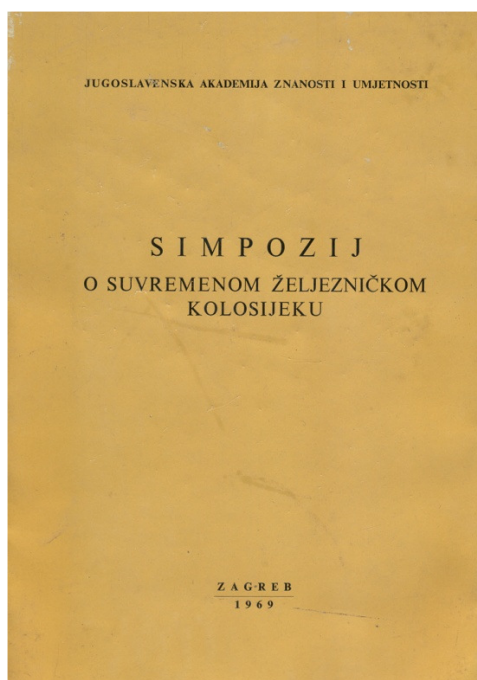 JUGOSLAVENSKA AKADEMIJA ZNANOSTI I UMJETNOSTI
SIMPOZIJ
O SUVREMENOM ŽELJEZNIČKOM
KOLOSIJEKU
ZAGREB
1969